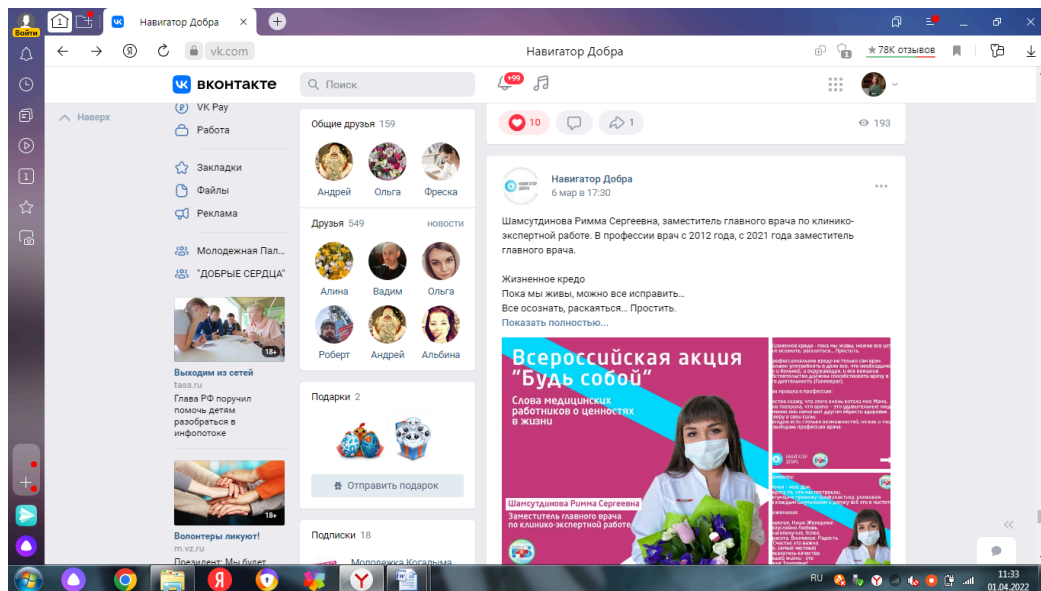 Войти
1
Навигатор Добра
vk.com
Навигатор Добра
1
★ 78К отзывов
вконтакте
Поиск
+99
Наверх
VK Pay
Работа
Закладки
Файлы
Реклама
Молодежная Пал...
"ДОБРЫЕ СЕРДЦА"
18+
Выходим из сетей
tass.ru
Глава РФ поручил
помочь детям
разобраться в
инфопотоке
18+
Волонтеры ликуют!
m.vz.ru
Президент: Мы будет
Общие друзья 159
Андрей Ольга Фреска
Друзья 549 новости
Алина Вадим Ольга
Роберт Андрей Альбина
Подарки 2
Отправить подарок
Подписки 18
Молодежка Когалыма
10 1 193
Навигатор Добра
6 мар в 17:30
Шамсутдинова Римма Сергеевна, заместитель главного врача по клинико-
экспертной работе. В профессии врач с 2012 года, с 2021 года заместитель
главного врача.
Жизненное кредо
Пока мы живы, можно все исправить...
Все осознать, раскаяться... Простить.
Показать полностью...
Всероссийская акция
"Будь собой"
Слова медицинских
работников о ценностях
в жизни
Шамсутдинова Римма Сергеевна
Заместитель главного врача
по клинико-экспертной работе
RU
11:33
01.04.2022